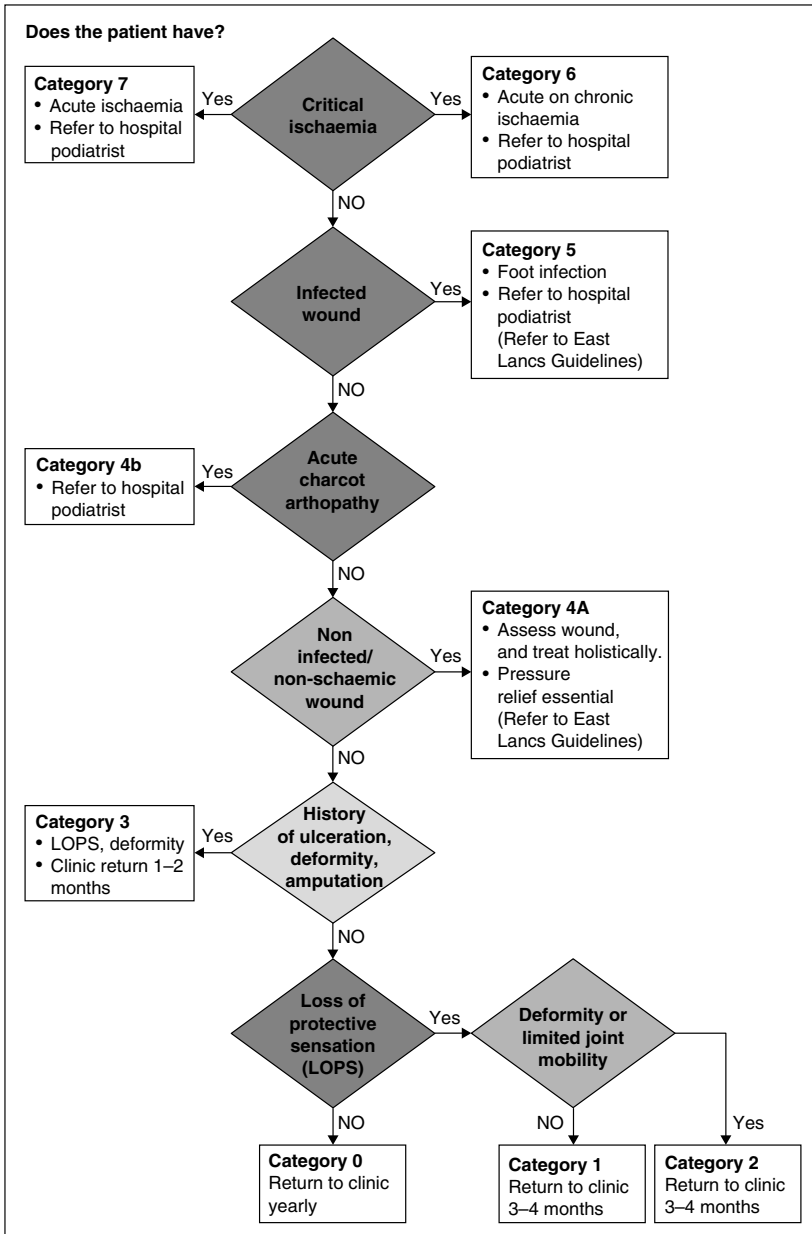 Does the patient have?
Category 7
• Acute ischaemia
• Refer to hospital
podiatrist
Yes
Critical
ischaemia
Yes
Category 6
• Acute on chronic
ischaemia
• Refer to hospital
podiatrist
NO
Infected
wound
Yes
Category 5
• Foot infection
• Refer to hospital
podiatrist
(Refer to East
Lancs Guidelines)
NO
Category 4b
• Refer to hospital
podiatrist
Yes
Acute
charcot
arthopathy
NO
Non
infected/
non-schaemic
wound
Yes
Category 4A
• Assess wound,
and treat holistically.
• Pressure
relief essential
(Refer to East
Lancs Guidelines)
NO
Category 3
• LOPS, deformity
• Clinic return 1–2
months
Yes
History
of ulceration,
deformity,
amputation
NO
Loss of
protective
sensation
(LOPS)
Yes
Deformity or
limited joint
mobility
NO
NO
Yes
Category 0
Return to clinic
yearly
Category 1
Return to clinic
3–4 months
Category 2
Return to clinic
3–4 months